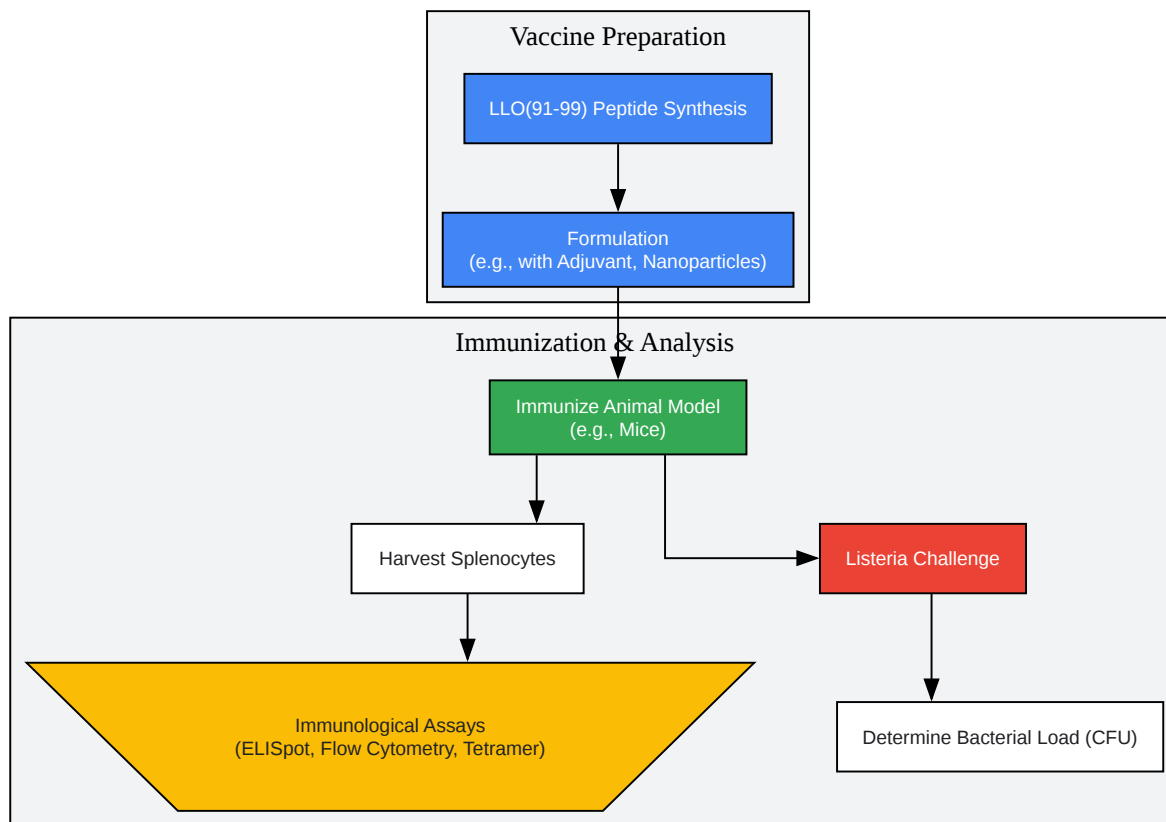 Vaccine Preparation
LLO(91-99) Peptide Synthesis
Formulation
(e.g., with Adjuvant, Nanoparticles)
Immunization & Analysis
Immunize Animal Model
(e.g., Mice)
Harvest Splenocytes
Listeria Challenge
Immunological Assays
(ELISpot, Flow Cytometry, Tetramer)
Determine Bacterial Load (CFU)